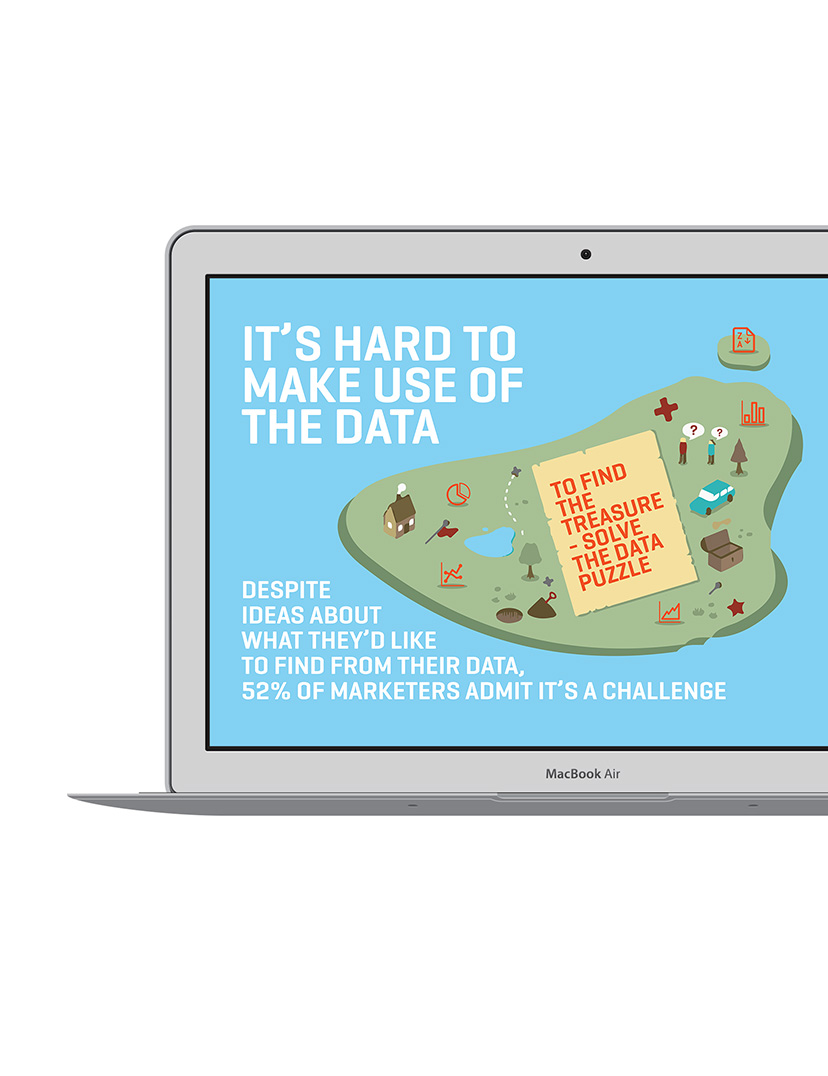 IT'S HARD TO
MAKE USE OF
THE DATA
Z
A
?
?
TO FIND
THE
TREASURE
- SOLVE
THE DATA
PUZZLE
DESPITE
IDEAS ABOUT
WHAT THEY'D LIKE
TO FIND FROM THEIR DATA,
52% OF MARKETERS ADMIT IT'S A CHALLENGE
MacBook Air